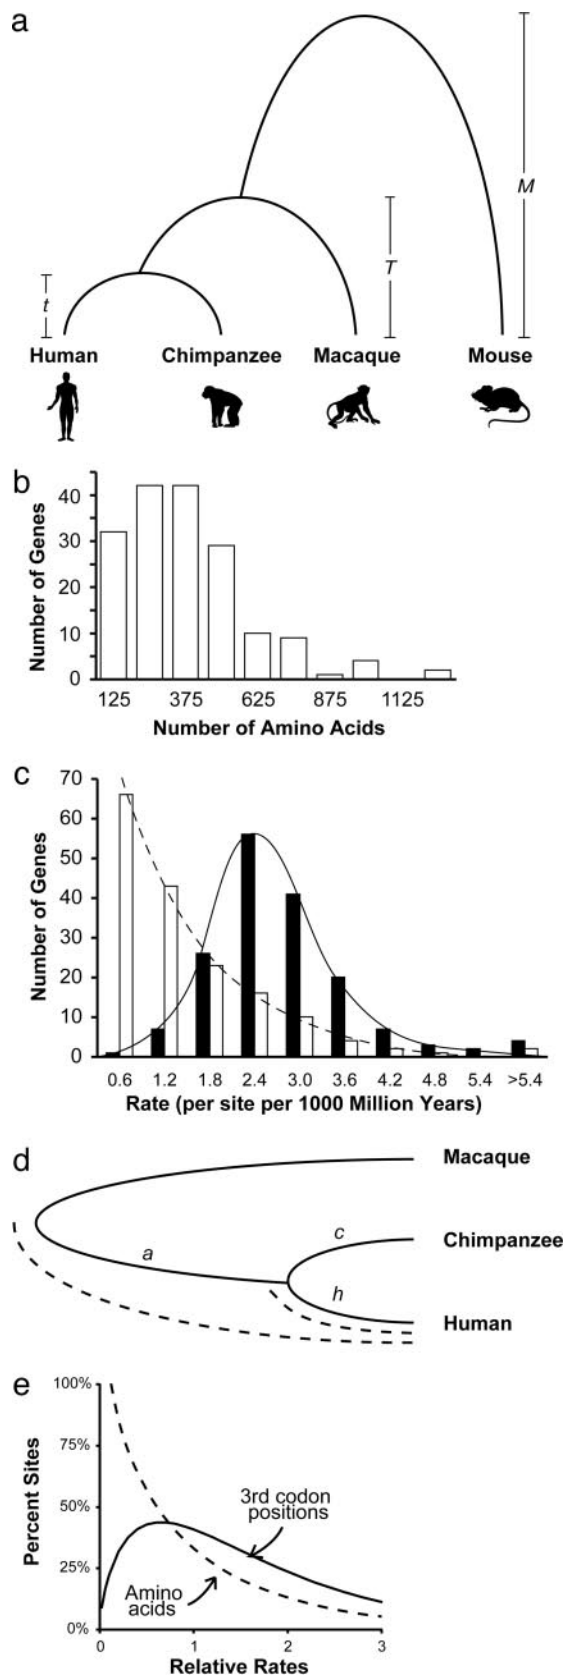 a
M
T
t
Human Chimpanzee Macaque Mouse
b
40
30
20
10
0
Number of Genes
125 375 625 875 1125
Number of Amino Acids
c
70
60
50
40
30
20
10
0
Number of Genes
0.6 1.2 1.8 2.4 3.0 3.6 4.2 4.8 5.4 >5.4
Rate (per site per 1000 Million Years)
d
Macaque
c
Chimpanzee
a
h
Human
e
100%
75%
50%
25%
0%
Percent Sites
3rd codon
positions
Amino
acids
0 1 2 3
Relative Rates